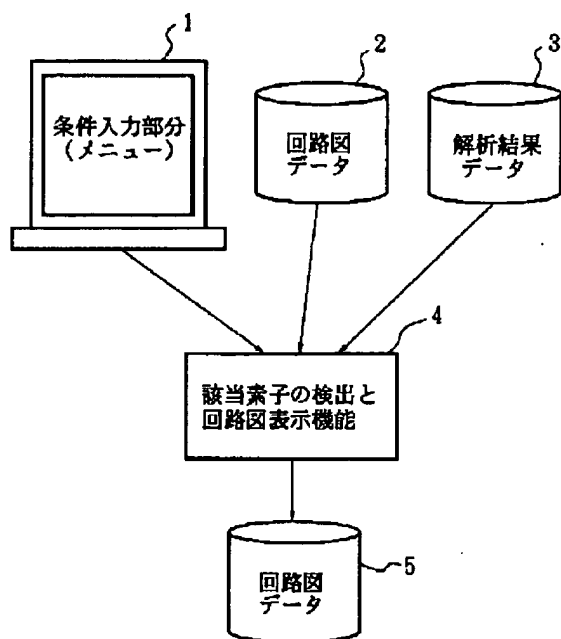 1
条件入力部分
(メニュー)
2
回路図
データ
3
解析結果
データ
4
該当素子の検出と
回路図表示機能
5
回路図
データ